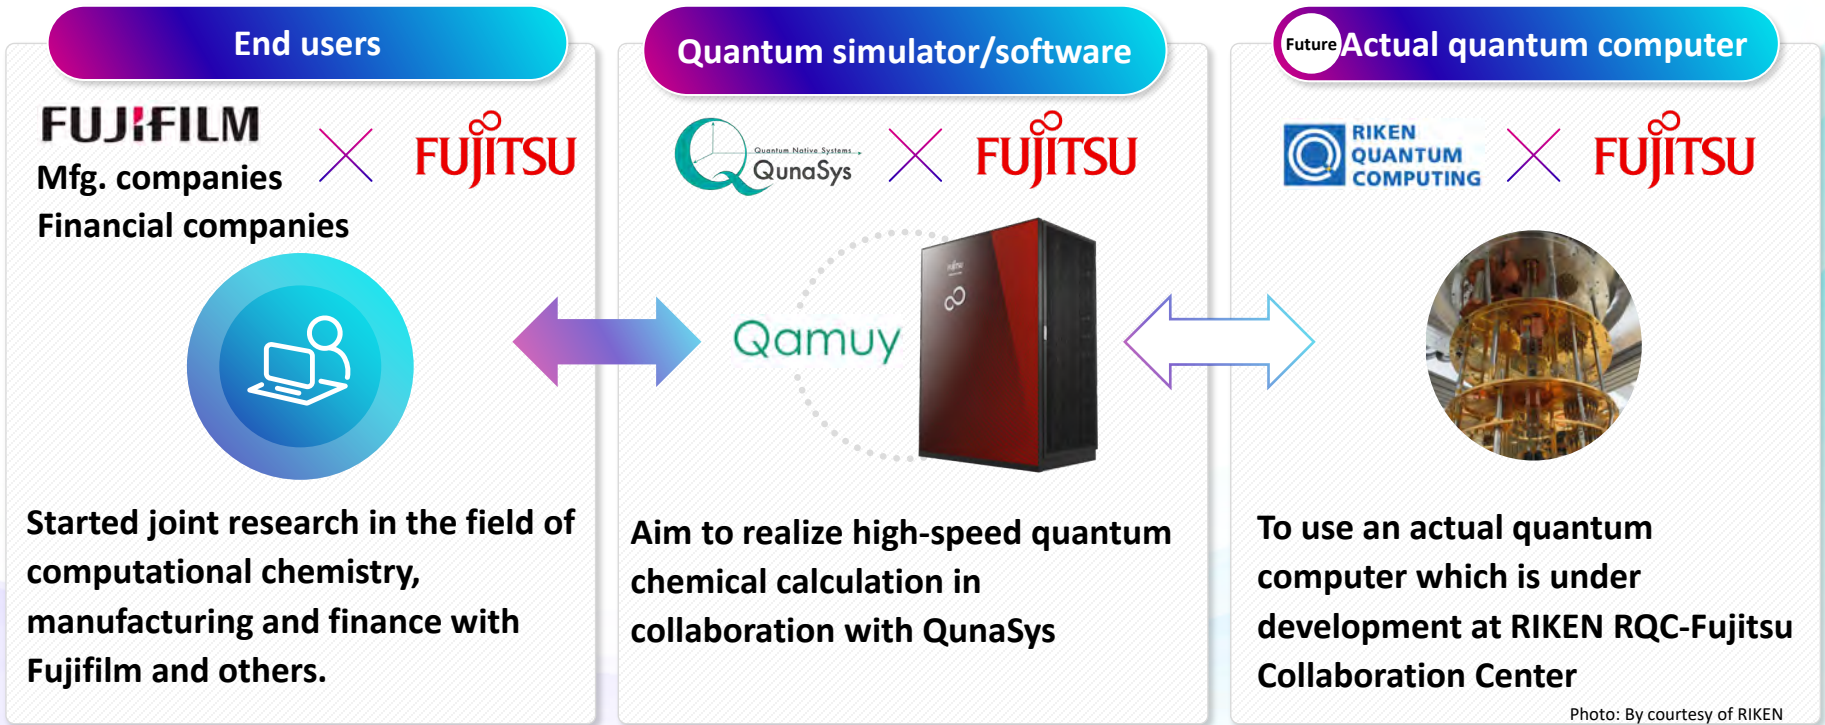 End users
FUJIFILM
FUJITSU
Mfg. companies
Financial companies
Started joint research in the field of
computational chemistry,
manufacturing and finance with
Fujifilm and others.
Quantum simulator/software
Quantum Native Systems
QunaSys
FUJITSU
Qamuy
FUJITSU
Aim to realize high-speed quantum
chemical calculation in
collaboration with QunaSys
Future Actual quantum computer
RIKEN
QUANTUM
COMPUTING
FUJITSU
To use an actual quantum
computer which is under
development at RIKEN RQC-Fujitsu
Collaboration Center
Photo: By courtesy of RIKEN